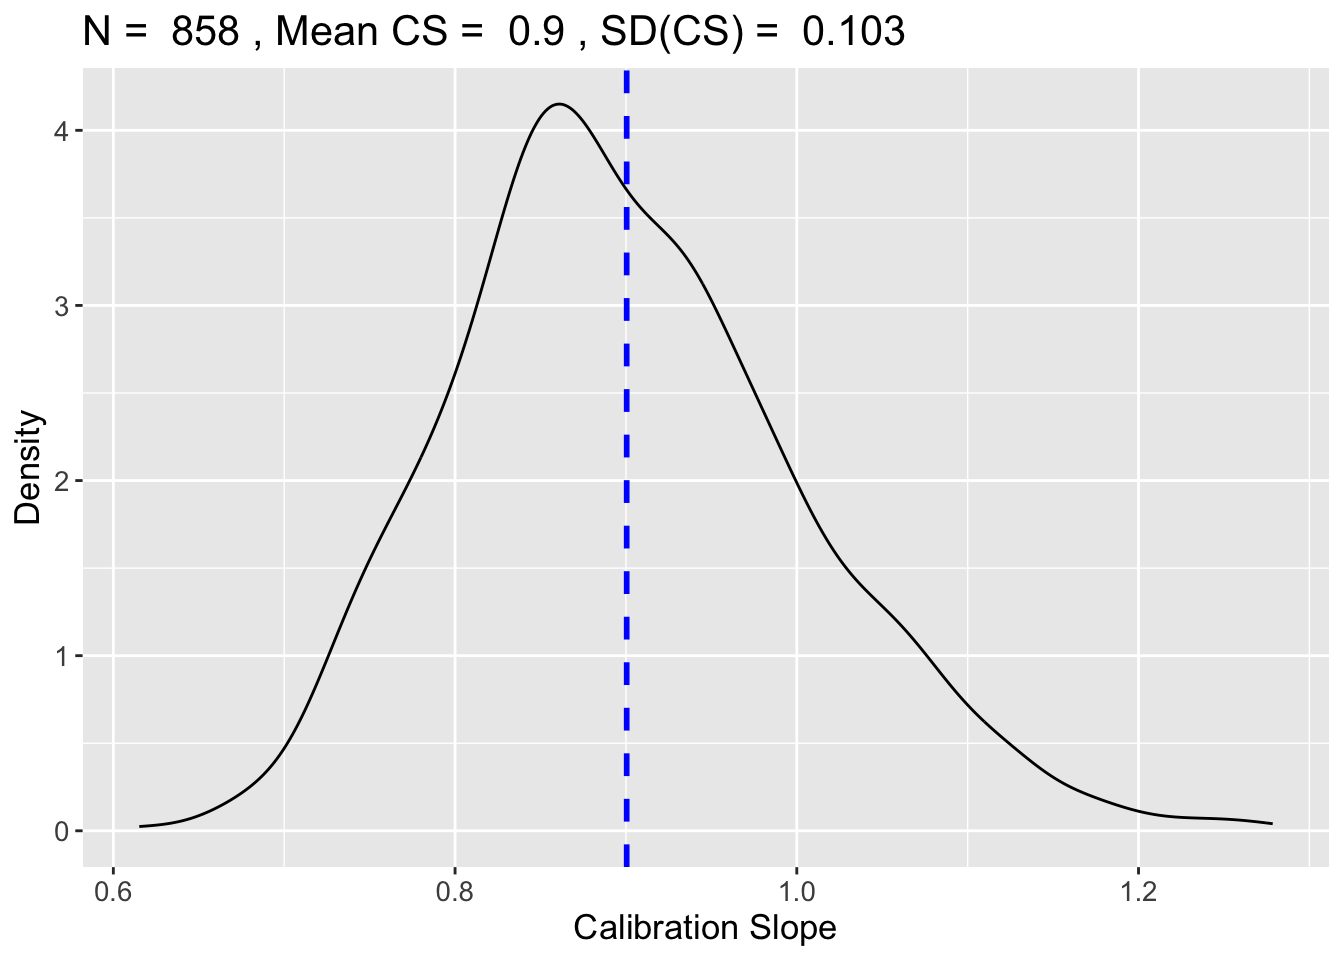 N =  858 , Mean CS =  0.9 , SD(CS) =  0.103
4
3
2
1
0
Density
0.6 0.8 1.0 1.2
Calibration Slope